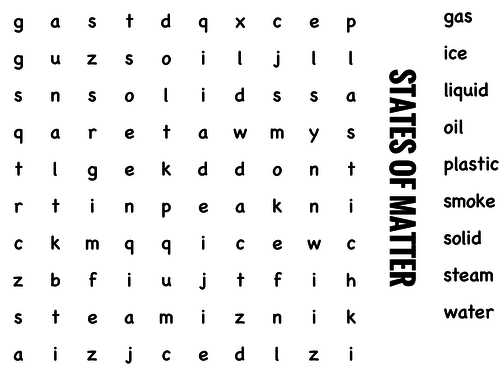 g a s t d q x c e p
g u z s o i l j l l
s n s o l i d s s a
q a r e t a w m y s
t l g e k d d o n t
r t i n p e a k n i
c k m q q i c e w c
z b f i u j t f i h
s t e a m i z n i k
a i z j c e d l z i
STATES OF MATTER
gas
ice
liquid
oil
plastic
smoke
solid
steam
water